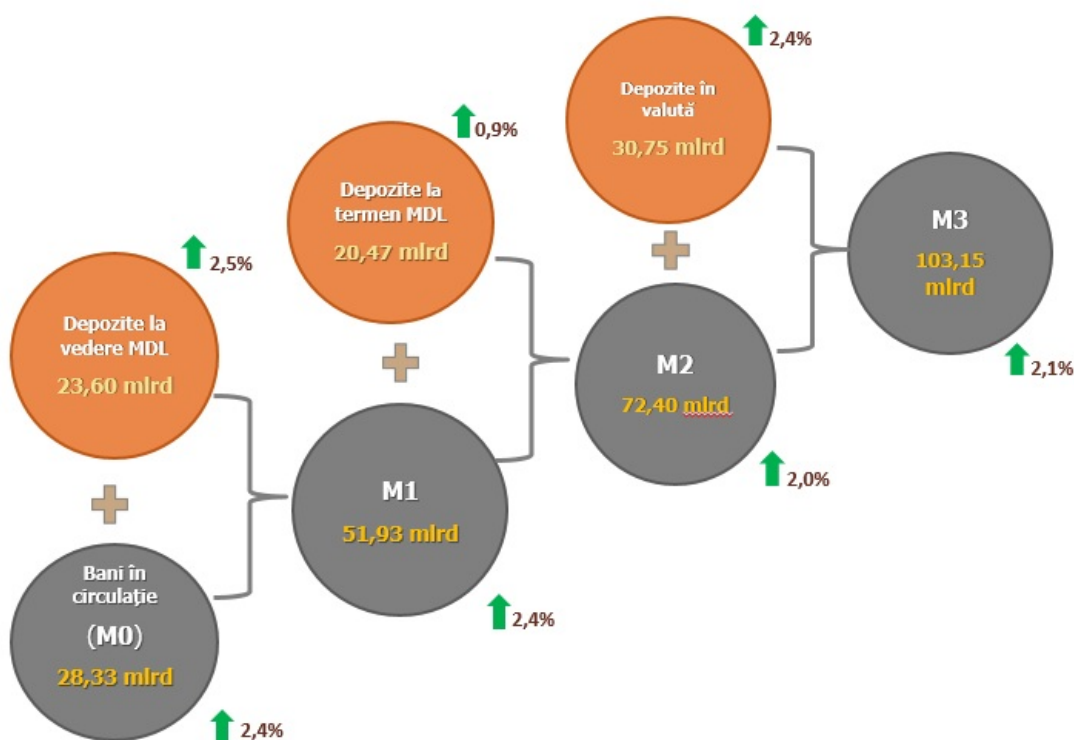 2,4%
Depozite în
valută
30,75 mlrd
0,9%
Depozite la
termen MDL
20,47 mlrd
M3
103,15
mlrd
2,5%
2,1%
Depozite la
vedere MDL
23,60 mlrd
M2
72,40 mlrd
2,0%
M1
51,93 mlrd
2,4%
Bani în
circulație
(M0)
28,33 mlrd
2,4%